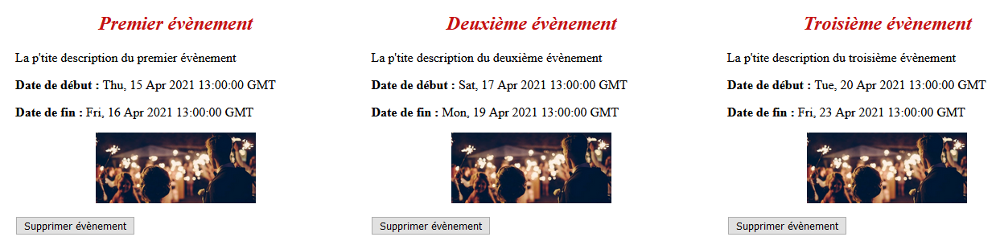 Premier évènement
La p'tite description du premier évènement
Date de début : Thu, 15 Apr 2021 13:00:00 GMT
Date de fin : Fri, 16 Apr 2021 13:00:00 GMT
Supprimer évènement
Deuxième évènement
La p'tite description du deuxième évènement
Date de début : Sat, 17 Apr 2021 13:00:00 GMT
Date de fin : Mon, 19 Apr 2021 13:00:00 GMT
Supprimer évènement
Troisième évènement
La p'tite description du troisième évènement
Date de début : Tue, 20 Apr 2021 13:00:00 GMT
Date de fin : Fri, 23 Apr 2021 13:00:00 GMT
Supprimer évènement